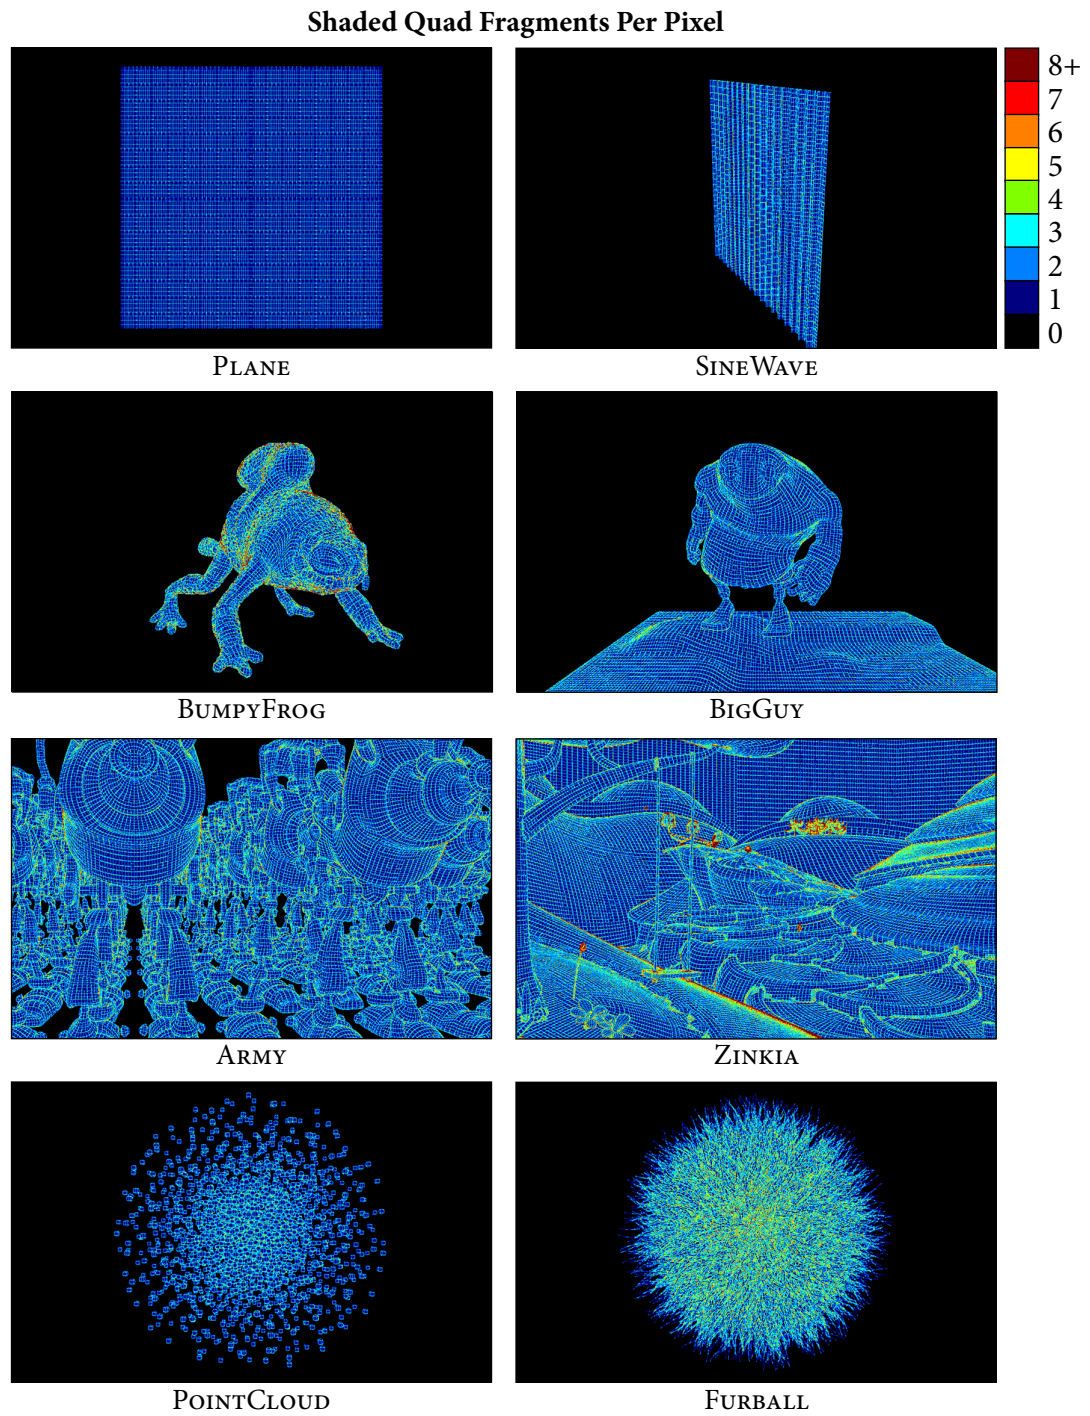 Shaded Quad Fragments Per Pixel
8+
7
6
5
4
3
2
1
0
Plane
SineWave
BumpyFrog
BigGuy
Army
Zinkia
PointCloud
Furball